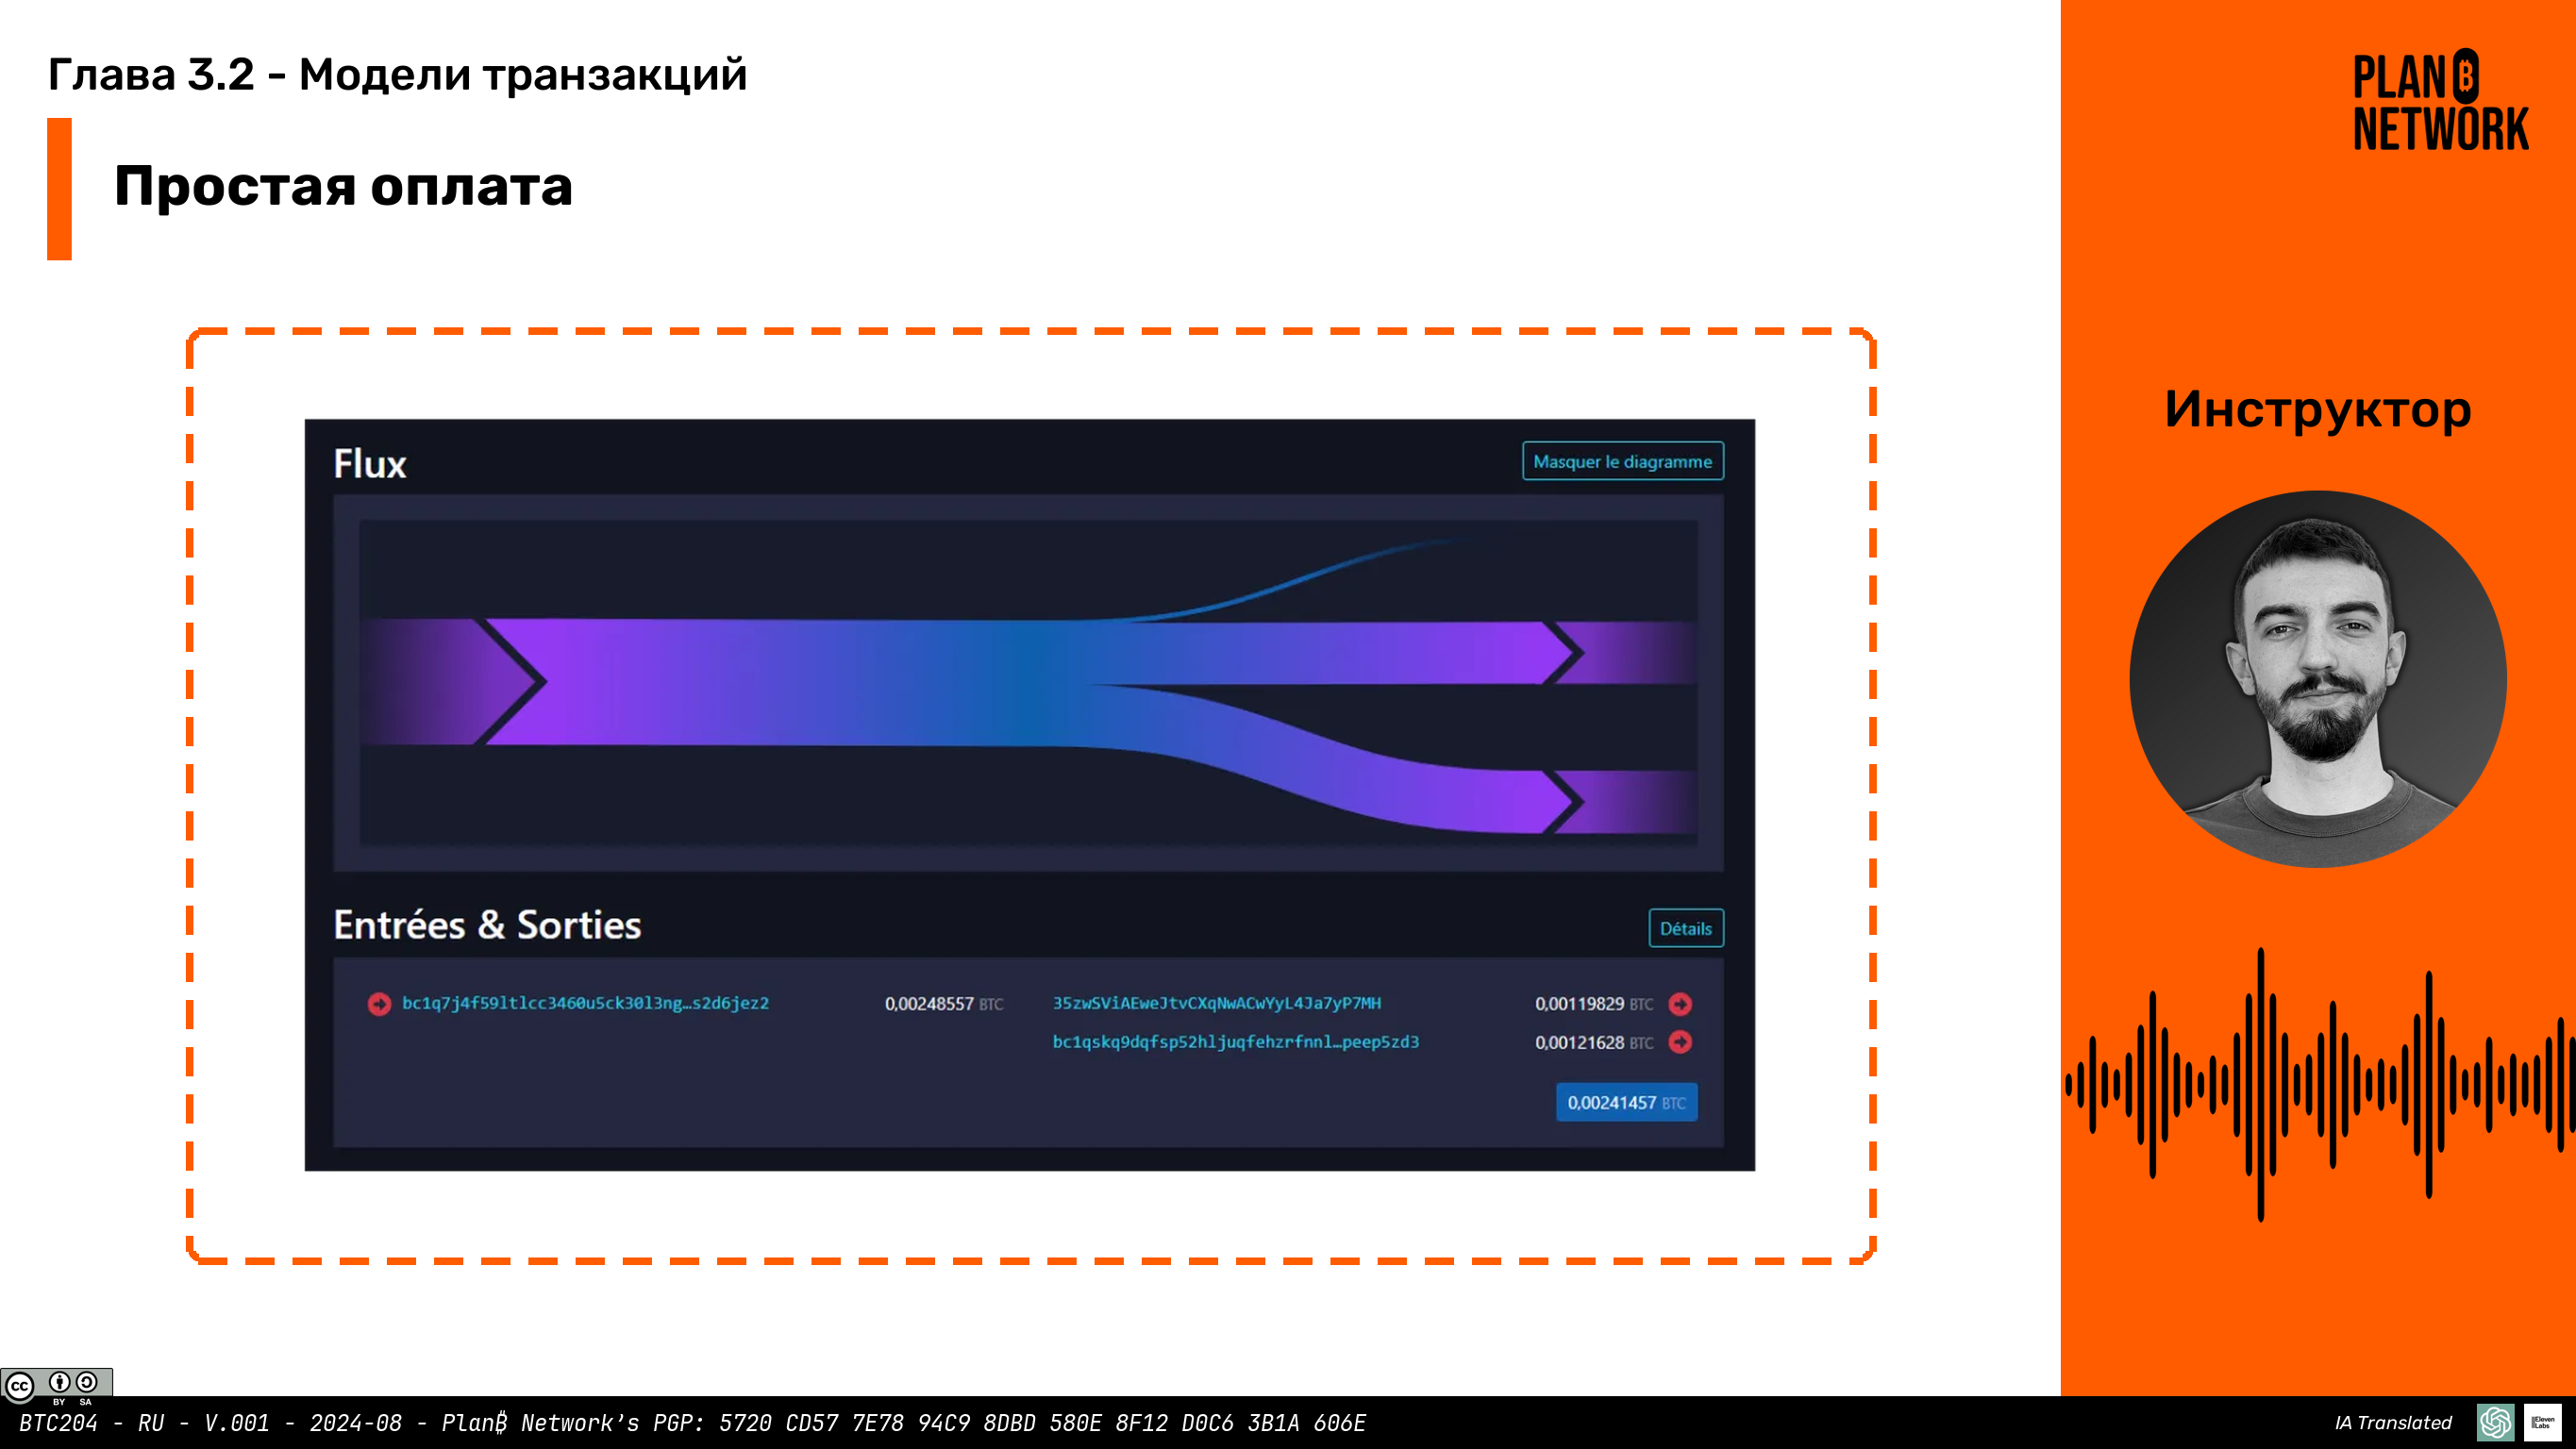 Глава 3.2 - Модели транзакций
Простая оплата
PLAN ₿
NETWORK
Инструктор
Flux
Masquer le diagramme
Entrées & Sorties
Détails
bc1q7j4f59ltlcc3460u5ck30l3ng…s2d6jez2 0,00248557 BTC
35zwSViAEweJtvCXqNwACwYyL4Ja7yP7MH 0,00119829 BTC
bc1qskq9dqfsp52hljuqfehzrfnnl…peep5zd3 0,00121628 BTC
0,00241457 BTC
cc BY SA
BTC204 - RU - V.001 - 2024-08 - Plan₿ Network's PGP: 5720 CD57 7E78 94C9 8DBD 580E 8F12 D0C6 3B1A 606E
IA Translated
IIElevenLabs